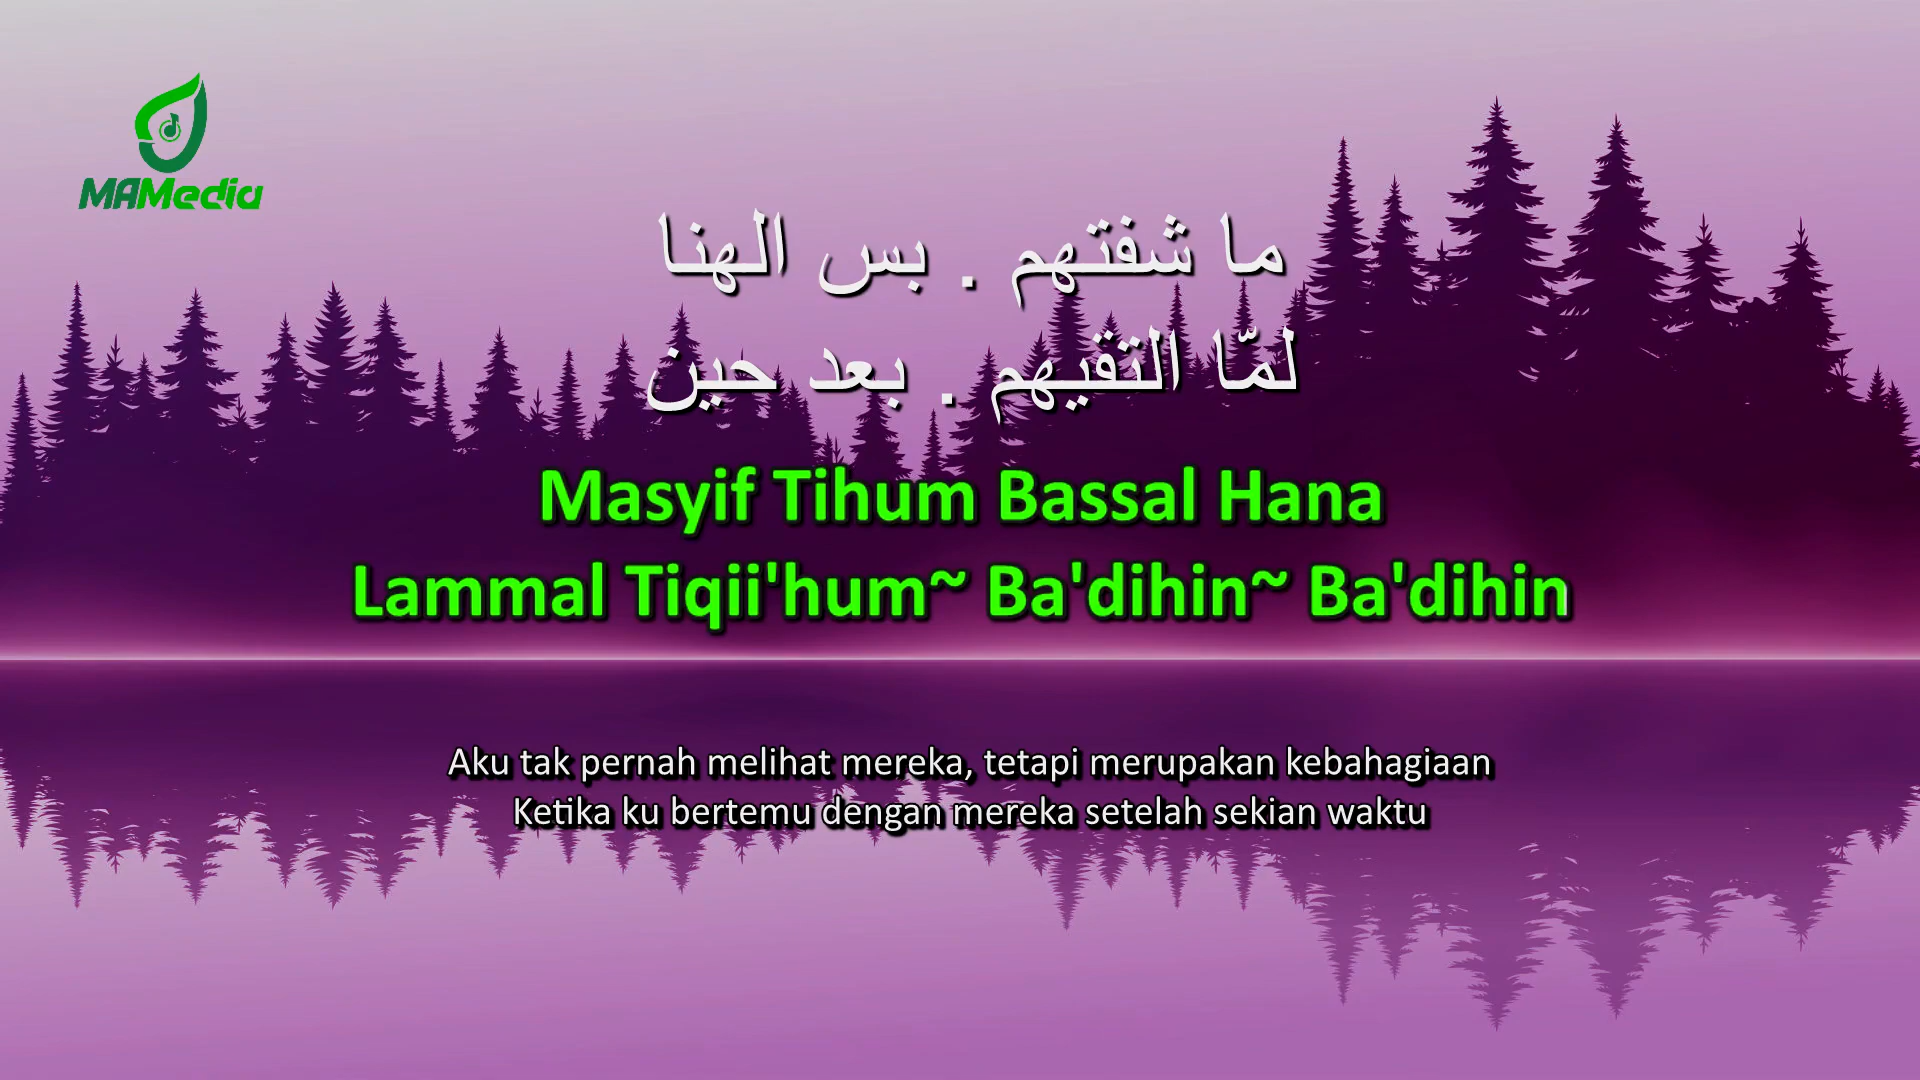 MAMedia
ما شفتهم . بس الهنا
لمّا التقيهم . بعد حين
Masyif Tihum Bassal Hana
Lammal Tiqii'hum~ Ba'dihin~ Ba'dihin
Aku tak pernah melihat mereka, tetapi merupakan kebahagiaan
Ketika ku bertemu dengan mereka setelah sekian waktu